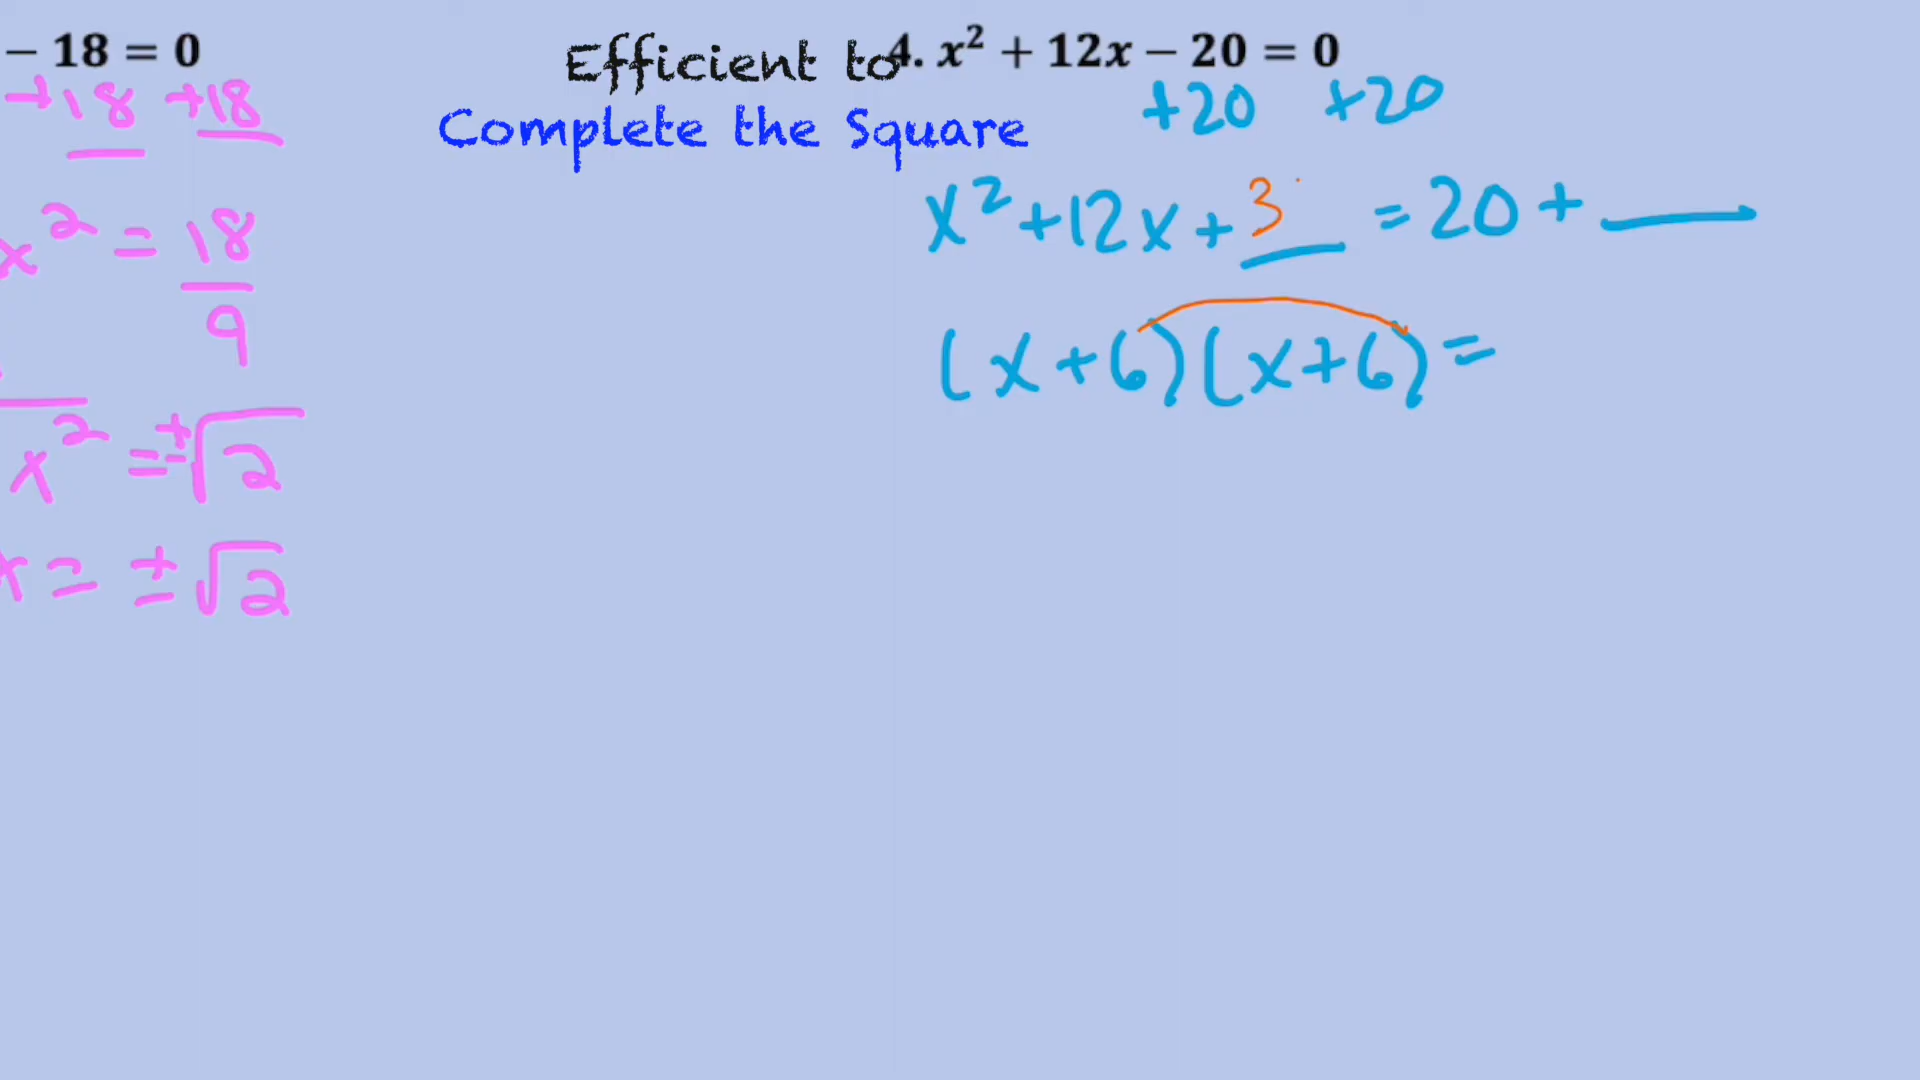 − 18 = 0
+18 +18
x² = 18/9
x² = ±√2
x = ±√2
Efficient to
Complete the Square
4. x² + 12x − 20 = 0
+20 +20
x² + 12x + 3 = 20 + ___
(x + 6)(x + 6) =